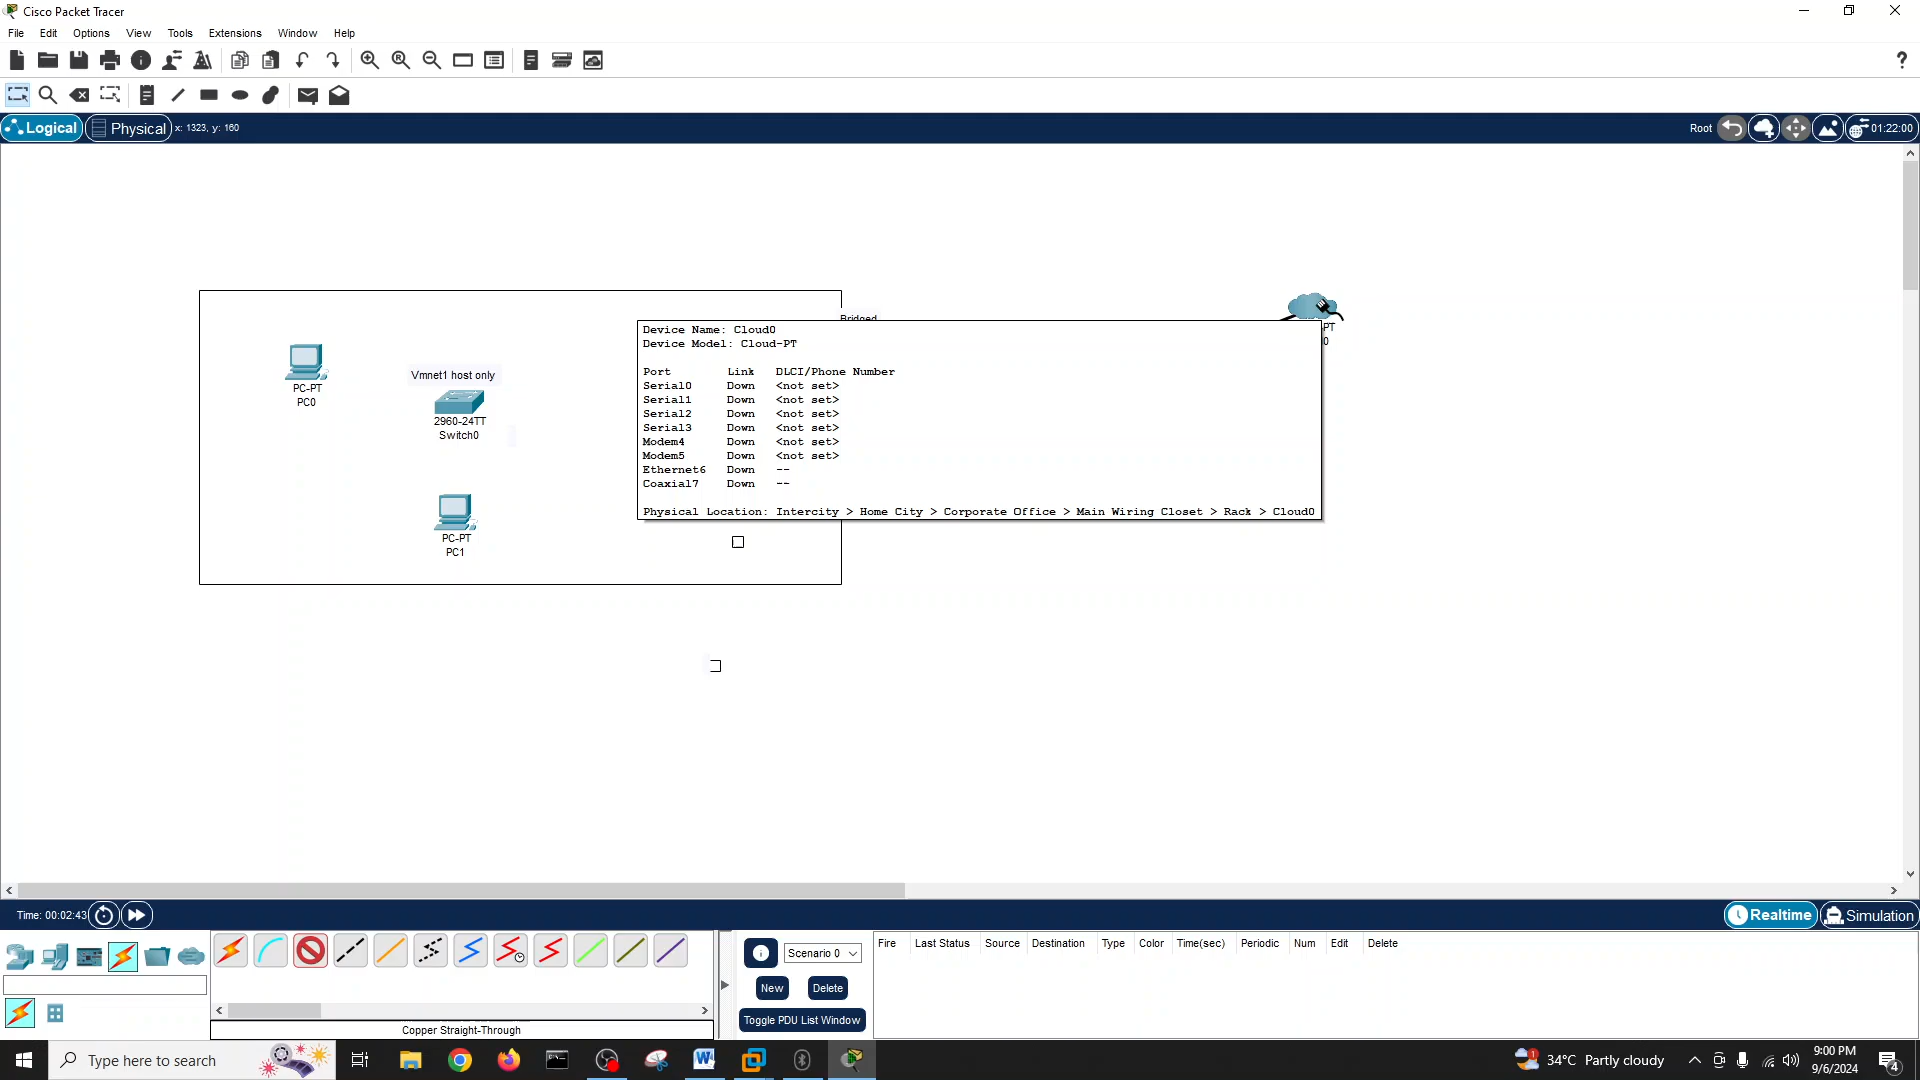 Cisco Packet Tracer
File Edit Options View Tools Extensions Window Help
Logical Physical x: 1323, y: 160 Root 01:22:00
Bridged
Device Name: Cloud0
Device Model: Cloud-PT
Port Link DLCI/Phone Number
Serial0 Down <not set>
Serial1 Down <not set>
Serial2 Down <not set>
Serial3 Down <not set>
Modem4 Down <not set>
Modem5 Down <not set>
Ethernet6 Down --
Coaxial7 Down --
Physical Location: Intercity > Home City > Corporate Office > Main Wiring Closet > Rack > Cloud0
PT
0
PC-PT
PC0
Vmnet1 host only
2960-24TT
Switch0
PC-PT
PC1
Time: 00:02:43 Realtime Simulation
Scenario 0
New Delete
Toggle PDU List Window
Fire Last Status Source Destination Type Color Time(sec) Periodic Num Edit Delete
Copper Straight-Through
Type here to search
34°C Partly cloudy
9:00 PM
9/6/2024
4